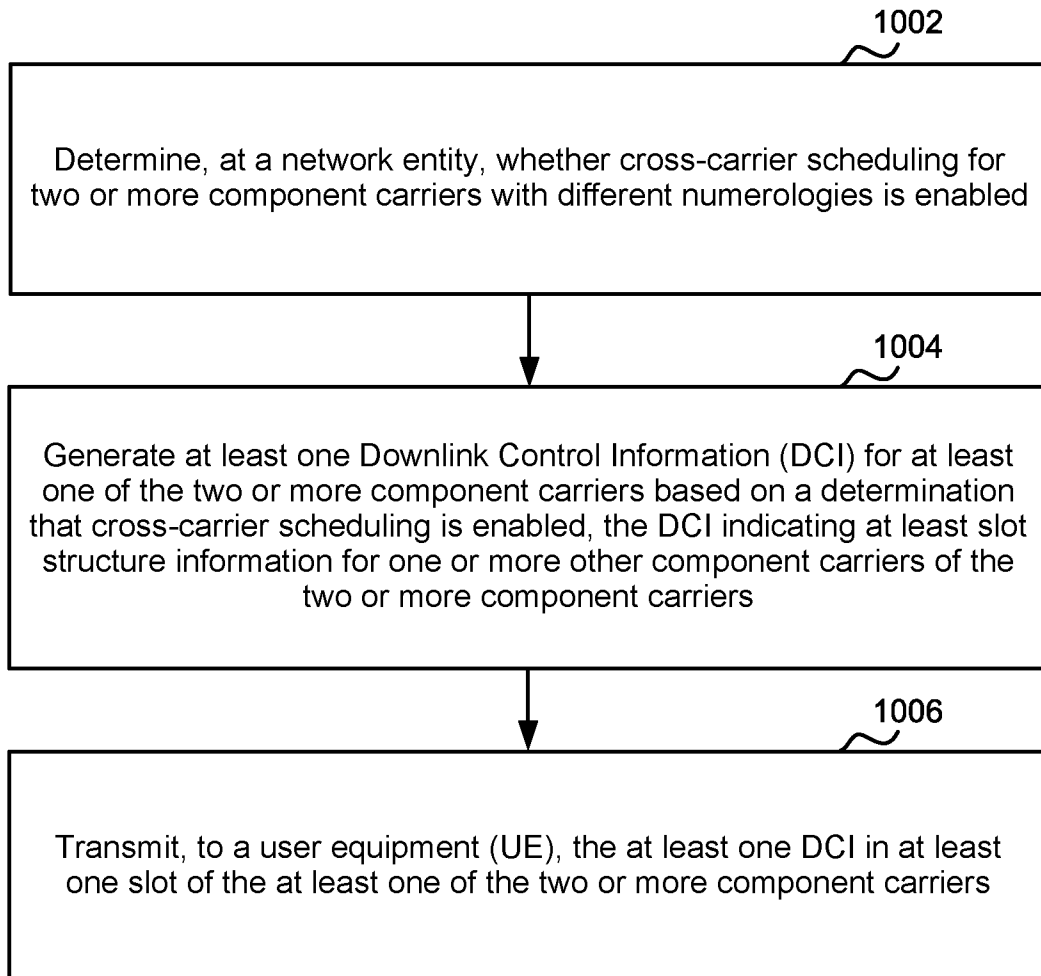 1002
Determine, at a network entity, whether cross-carrier scheduling for
two or more component carriers with different numerologies is enabled
1004
Generate at least one Downlink Control Information (DCI) for at least
one of the two or more component carriers based on a determination
that cross-carrier scheduling is enabled, the DCI indicating at least slot
structure information for one or more other component carriers of the
two or more component carriers
1006
Transmit, to a user equipment (UE), the at least one DCI in at least
one slot of the at least one of the two or more component carriers